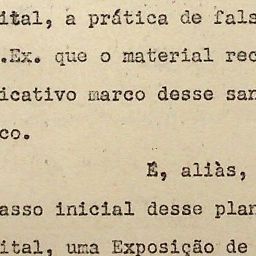 ital, a prática de fals
.Ex. que o material rec
icativo marco desse san
co.
É, aliàs,
asso inicial desse plan
ital, uma Exposição de